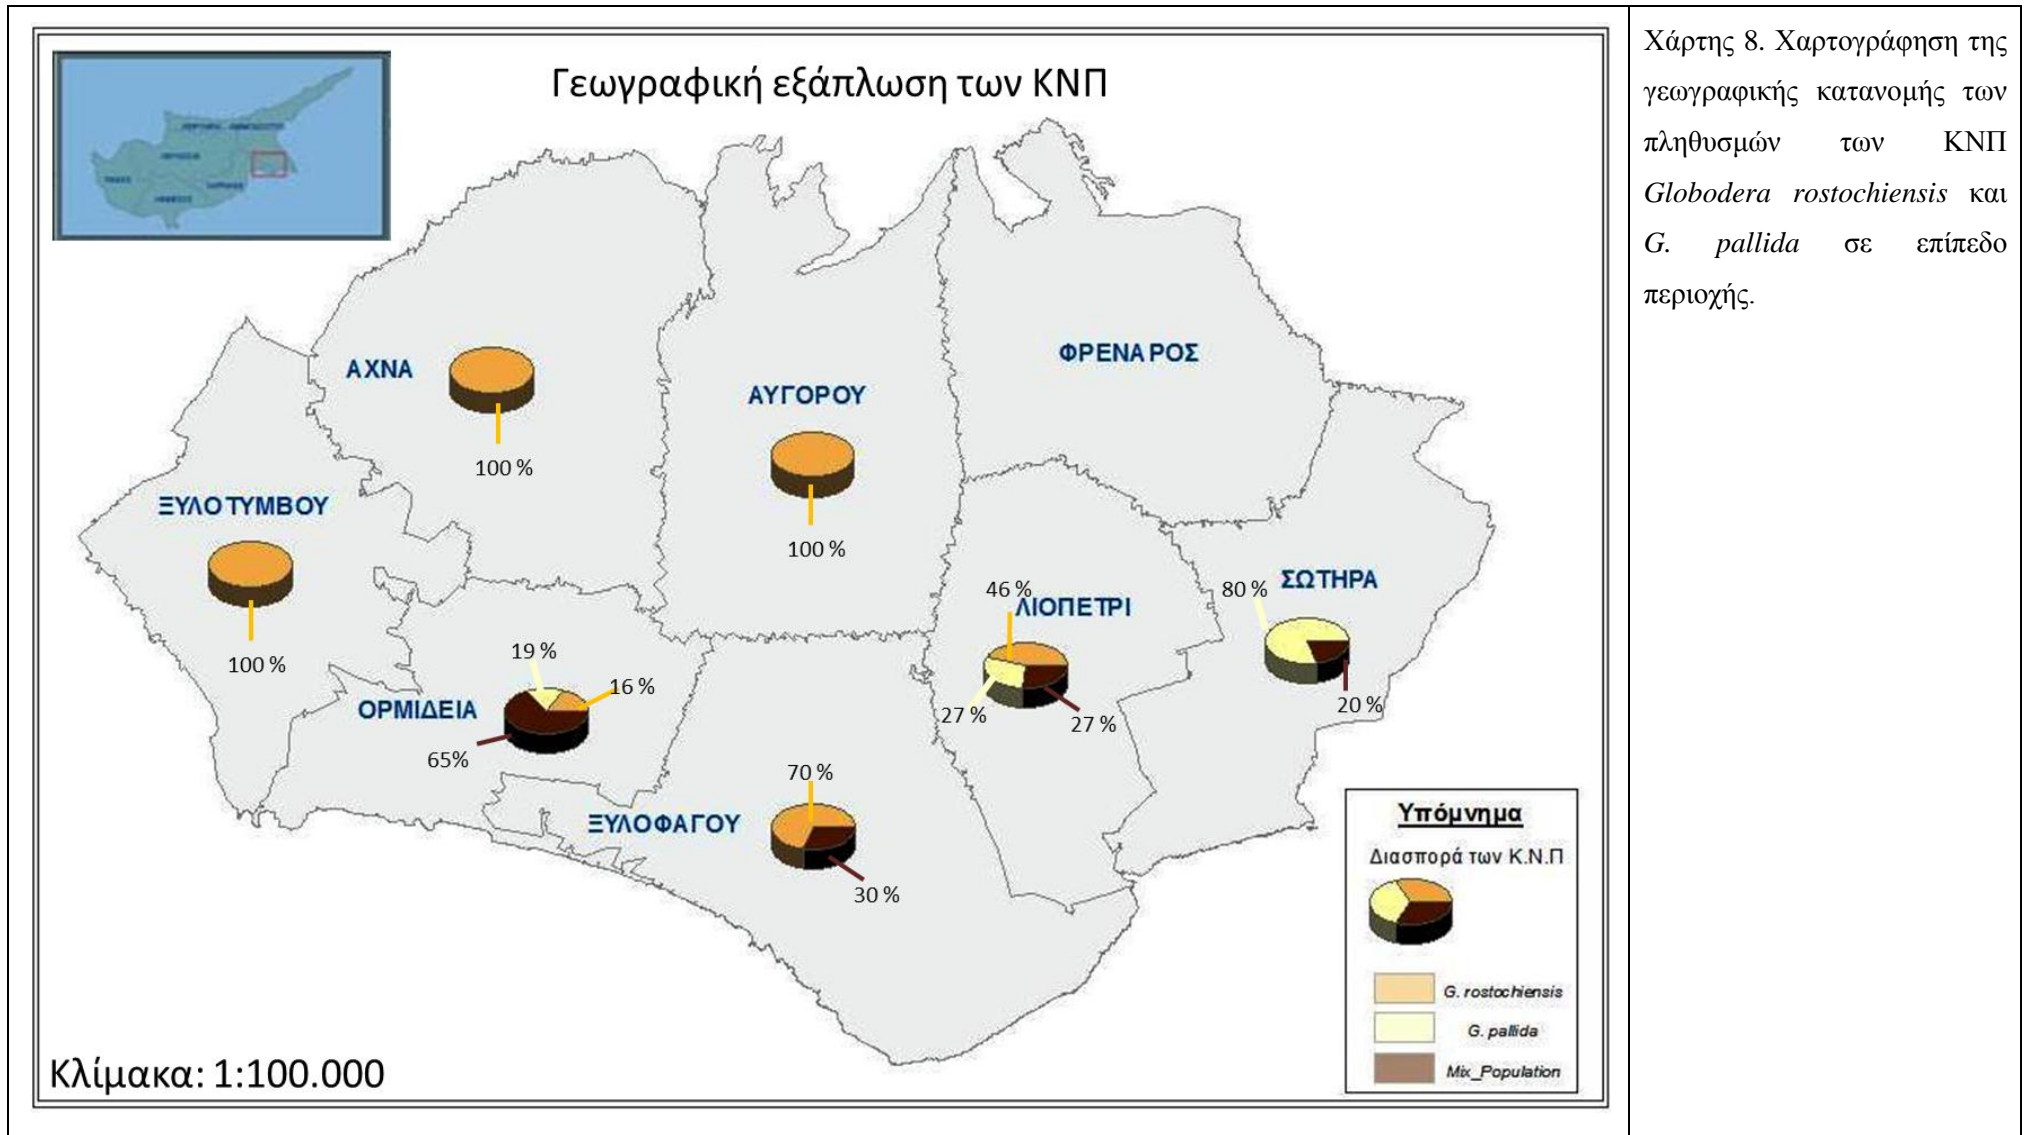 Γεωγραφική εξάπλωση των ΚΝΠ
ΦΡΕΝΑΡΟΣ
ΑΧΝΑ
100 %
ΑΥΓΟΡΟΥ
100 %
ΞΥΛΟΤΥΜΒΟΥ
100 %
ΣΩΤΗΡΑ
80 %
20 %
46 %
ΛΙΟΠΕΤΡΙ
27 %
27 %
19 %
16 %
ΟΡΜΙΔΕΙΑ
65%
70 %
ΞΥΛΟΦΑΓΟΥ
30 %
Υπόμνημα
Διασπορά των Κ.Ν.Π
G. rostochiensis
G. pallida
Mix_Population
Κλίμακα: 1:100.000
Χάρτης 8. Χαρτογράφηση της
γεωγραφικής κατανομής των
πληθυσμών των ΚΝΠ
Globodera rostochiensis και
G. pallida σε επίπεδο
περιοχής.